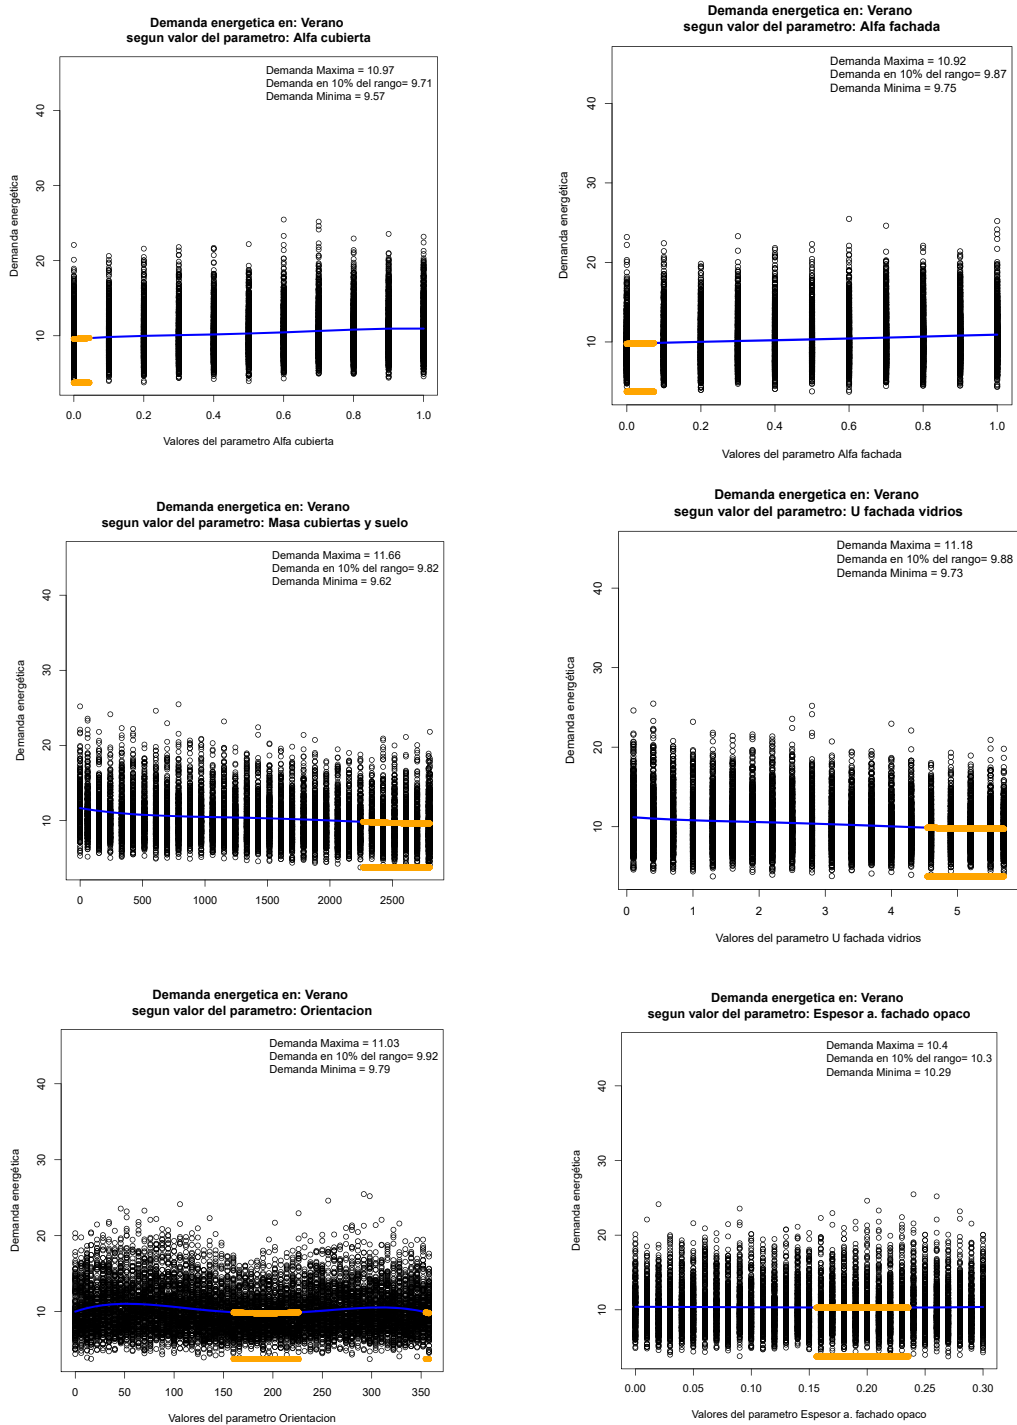 Demanda energetica en: Verano
segun valor del parametro: Alfa cubierta
Demanda Maxima = 10.97
Demanda en 10% del rango= 9.71
Demanda Minima = 9.57
Demanda energética
40
30
20
10
0.0 0.2 0.4 0.6 0.8 1.0
Valores del parametro Alfa cubierta
Demanda energetica en: Verano
segun valor del parametro: Alfa fachada
Demanda Maxima = 10.92
Demanda en 10% del rango= 9.87
Demanda Minima = 9.75
Demanda energética
40
30
20
10
0.0 0.2 0.4 0.6 0.8 1.0
Valores del parametro Alfa fachada
Demanda energetica en: Verano
segun valor del parametro: Masa cubiertas y suelo
Demanda Maxima = 11.66
Demanda en 10% del rango= 9.82
Demanda Minima = 9.62
Demanda energética
40
30
20
10
0 500 1000 1500 2000 2500
Demanda energetica en: Verano
segun valor del parametro: U fachada vidrios
Demanda Maxima = 11.18
Demanda en 10% del rango= 9.88
Demanda Minima = 9.73
Demanda energética
40
30
20
10
0 1 2 3 4 5
Valores del parametro U fachada vidrios
Demanda energetica en: Verano
segun valor del parametro: Orientacion
Demanda Maxima = 11.03
Demanda en 10% del rango= 9.92
Demanda Minima = 9.79
Demanda energética
40
30
20
10
0 50 100 150 200 250 300 350
Valores del parametro Orientacion
Demanda energetica en: Verano
segun valor del parametro: Espesor a. fachado opaco
Demanda Maxima = 10.4
Demanda en 10% del rango= 10.3
Demanda Minima = 10.29
Demanda energética
40
30
20
10
0.00 0.05 0.10 0.15 0.20 0.25 0.30
Valores del parametro Espesor a. fachado opaco